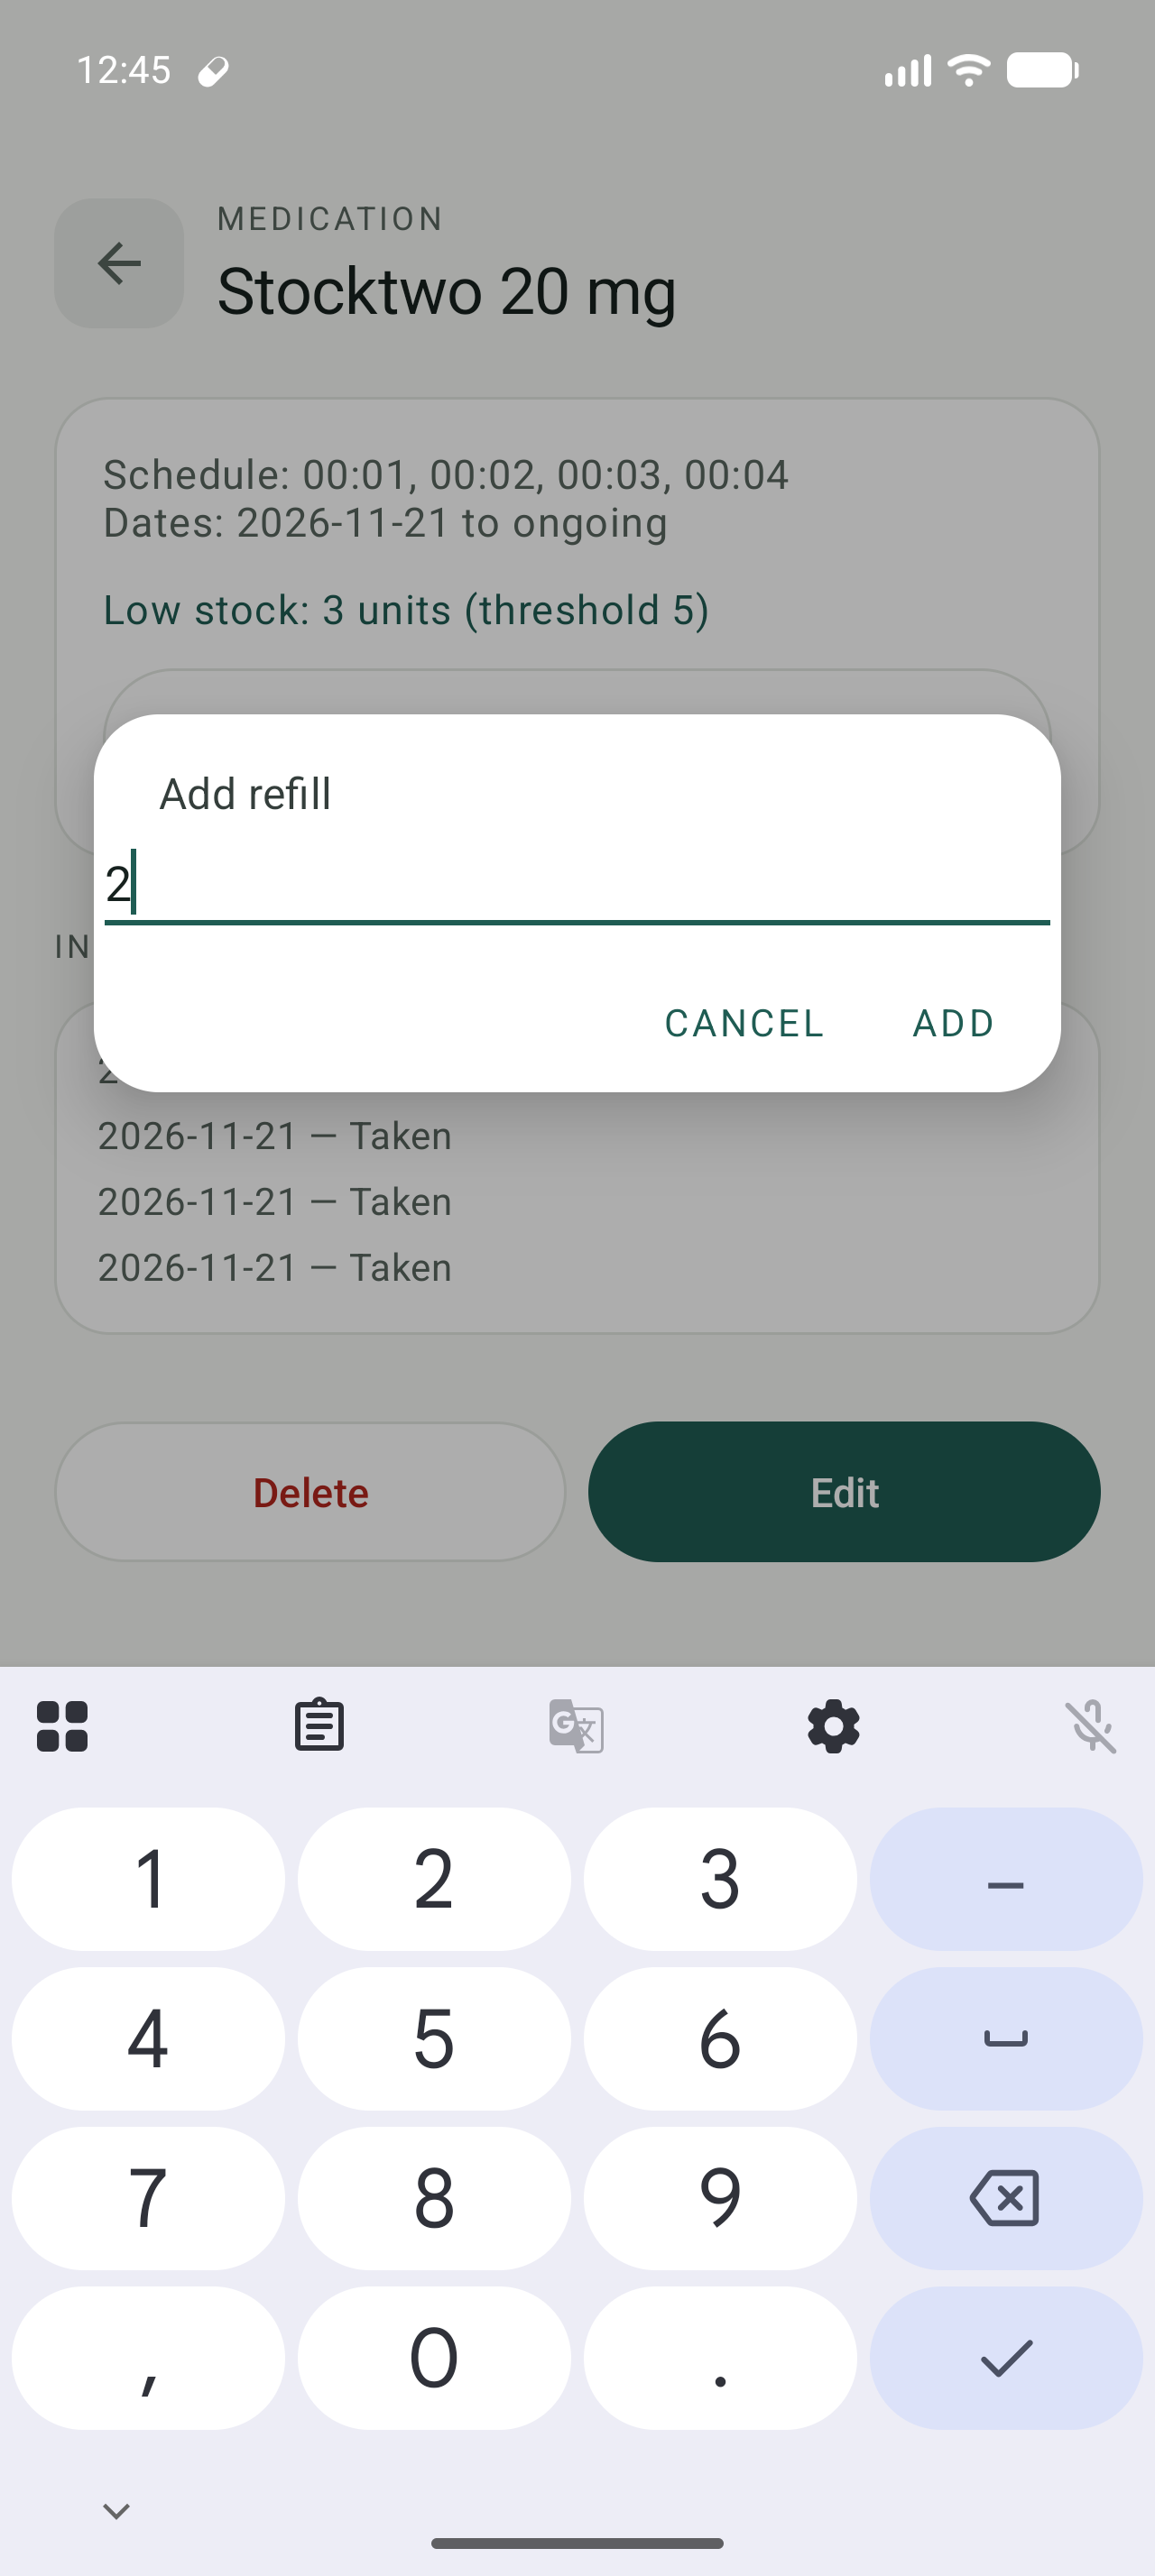 12:45
MEDICATION
Stocktwo 20 mg
Schedule: 00:01, 00:02, 00:03, 00:04
Dates: 2026-11-21 to ongoing
Low stock: 3 units (threshold 5)
Add refill
2
CANCEL ADD
2026-11-21 — Taken
2026-11-21 — Taken
2026-11-21 — Taken
Delete Edit
1 2 3 –
4 5 6
7 8 9
, 0 .